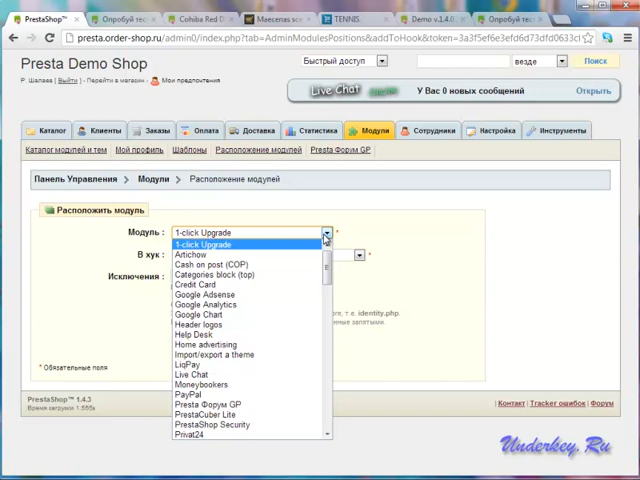 PrestaShop™
Опробуй тес
Cohiba Red D
Maecenas scel
TENNIS.
Demo v.1.4.0.
Опробуй тес
presta.order-shop.ru/admin0/index.php?tab=AdminModulesPositions&addToHook&token=
Presta Demo Shop
Быстрый доступ
везде
Поиск
Р. Шалаев [Выйти] - Перейти в магазин - Мои предпочтения
Live Chat
У Вас 0 новых сообщений
Открыть
Каталог
Клиенты
Заказы
Оплата
Доставка
Статистика
Модули
Сотрудники
Настройка
Инструменты
Каталог модулей и тем
Мой профиль
Шаблоны
Расположение модулей
Presta Форум GP
Панель Управления
Модули
Расположение модулей
Расположить модуль
Модуль :
1-click Upgrade
*
В хук :
*
Исключения :
1-click Upgrade
Artichow
Cash on post (COP)
Categories block (top)
Credit Card
Google Adsense
Google Analytics
Google Chart
Header logos
Help Desk
Home advertising
Import/export a theme
LiqPay
Live Chat
Moneybookers
PayPal
Presta Форум GP
PrestaCuber Lite
PrestaShop Security
Privat24
е, т.е. identity.php.
нные запятыми.
* Обязательные поля
PrestaShop™ 1.4.3
Время загрузки: 1.555s
Контакт | Tracker ошибок | Форум
Underkey.Ru